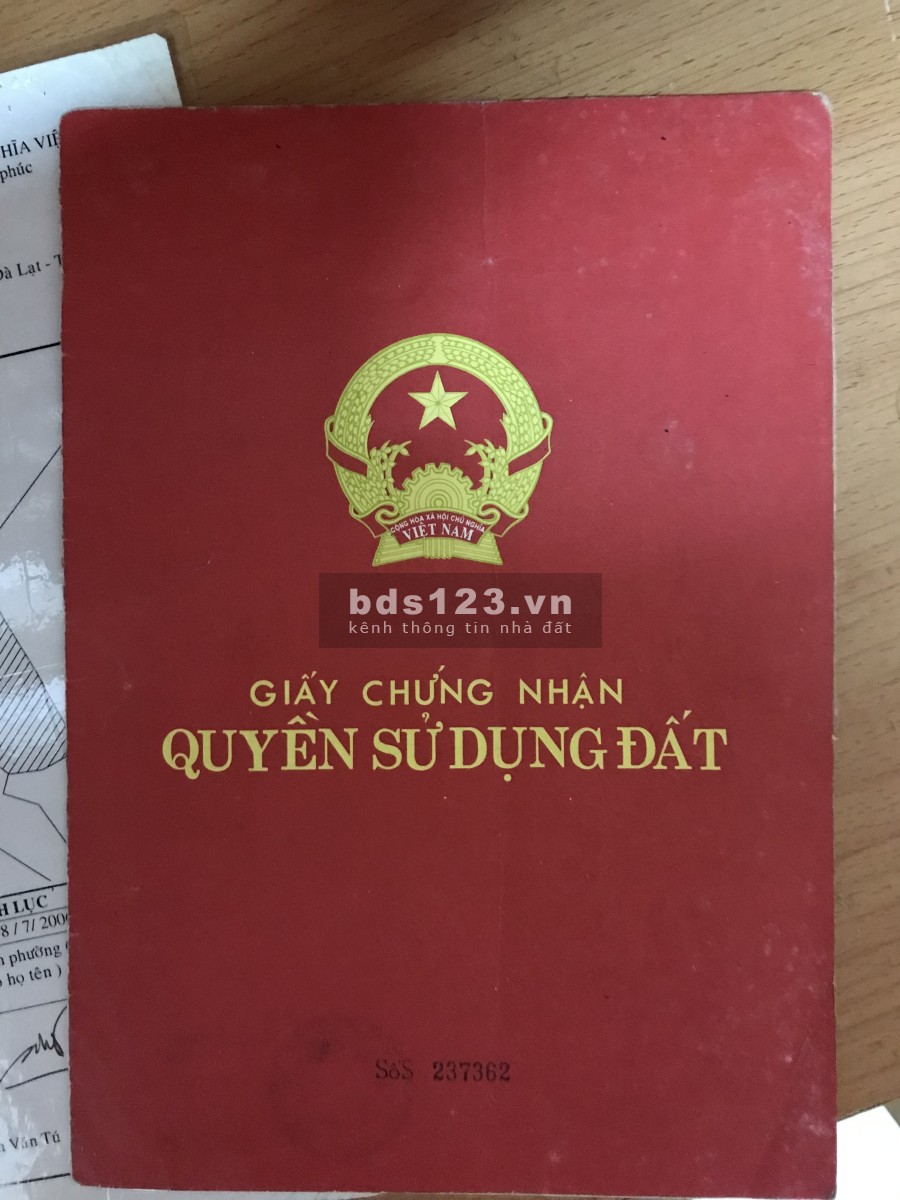 HĨA VIỆ
phúc
Đà Lạt - T
CỘNG HÒA XÃ HỘI CHỦ NGHĨA
VIỆT NAM
bds123.vn
kênh thông tin nhà đất
GIẤY CHỨNG NHẬN
QUYỀN SỬ DỤNG ĐẤT
H LỤC
8 / 7 / 200
phường
họ tên )
SốS 237362
Văn Tú